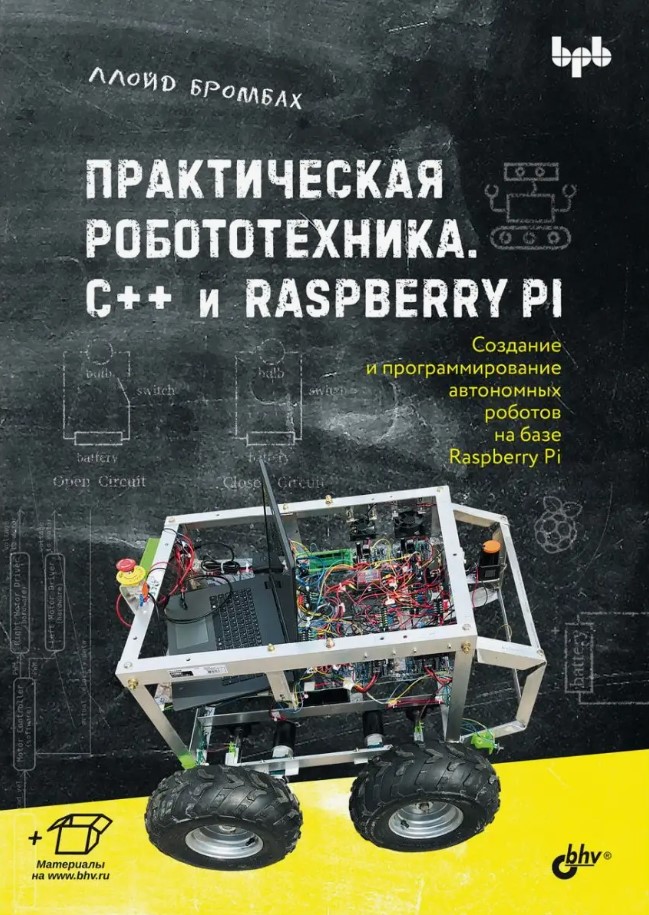 ЛЛОЙД БРОМБАХ
bpb
ПРАКТИЧЕСКАЯ
РОБОТОТЕХНИКА.
C++ и RASPBERRY PI
Создание
и программирование
автономных
роботов
на базе
Raspberry Pi
bulb
switch
battery
Open Circuit
bulb
switch
battery
Closed Circuit
battery
+
Материалы
на www.bhv.ru
bhv®